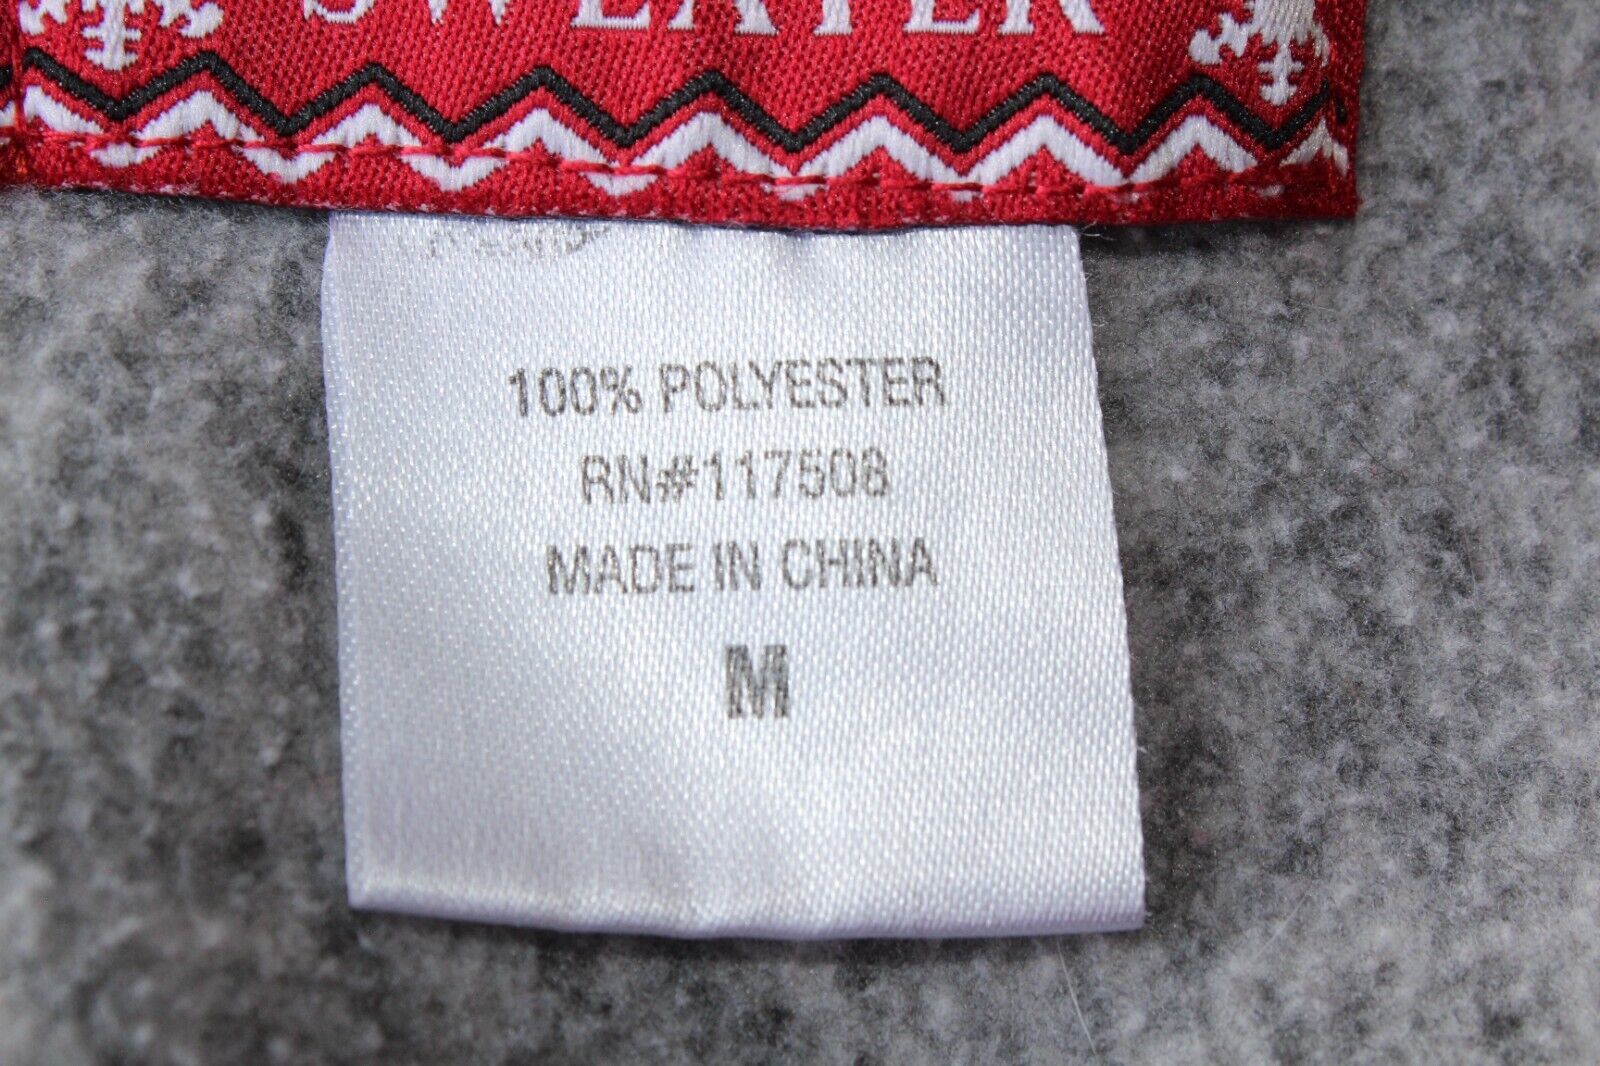 SWEATER
100% POLYESTER
RN#117508
MADE IN CHINA
M